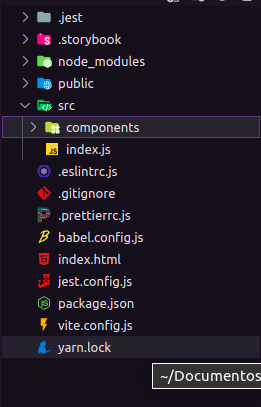 .jest
.storybook
node_modules
public
src
components
JS index.js
.eslintrc.js
.gitignore
.prettierrc.js
babel.config.js
index.html
jest.config.js
package.json
vite.config.js
yarn.lock
~/Documentos